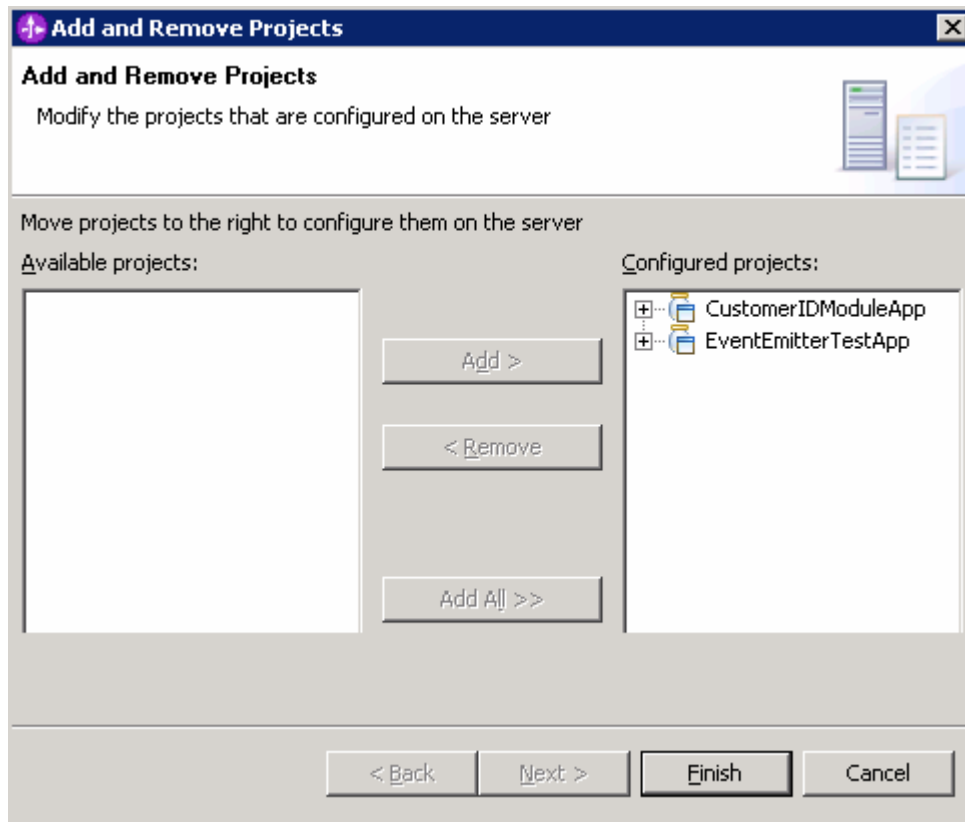 Add and Remove Projects
Add and Remove Projects
Modify the projects that are configured on the server
Move projects to the right to configure them on the server
Available projects:
Configured projects:
CustomerIDModuleApp
EventEmitterTestApp
Add >
< Remove
Add All >>
< Back
Next >
Finish
Cancel